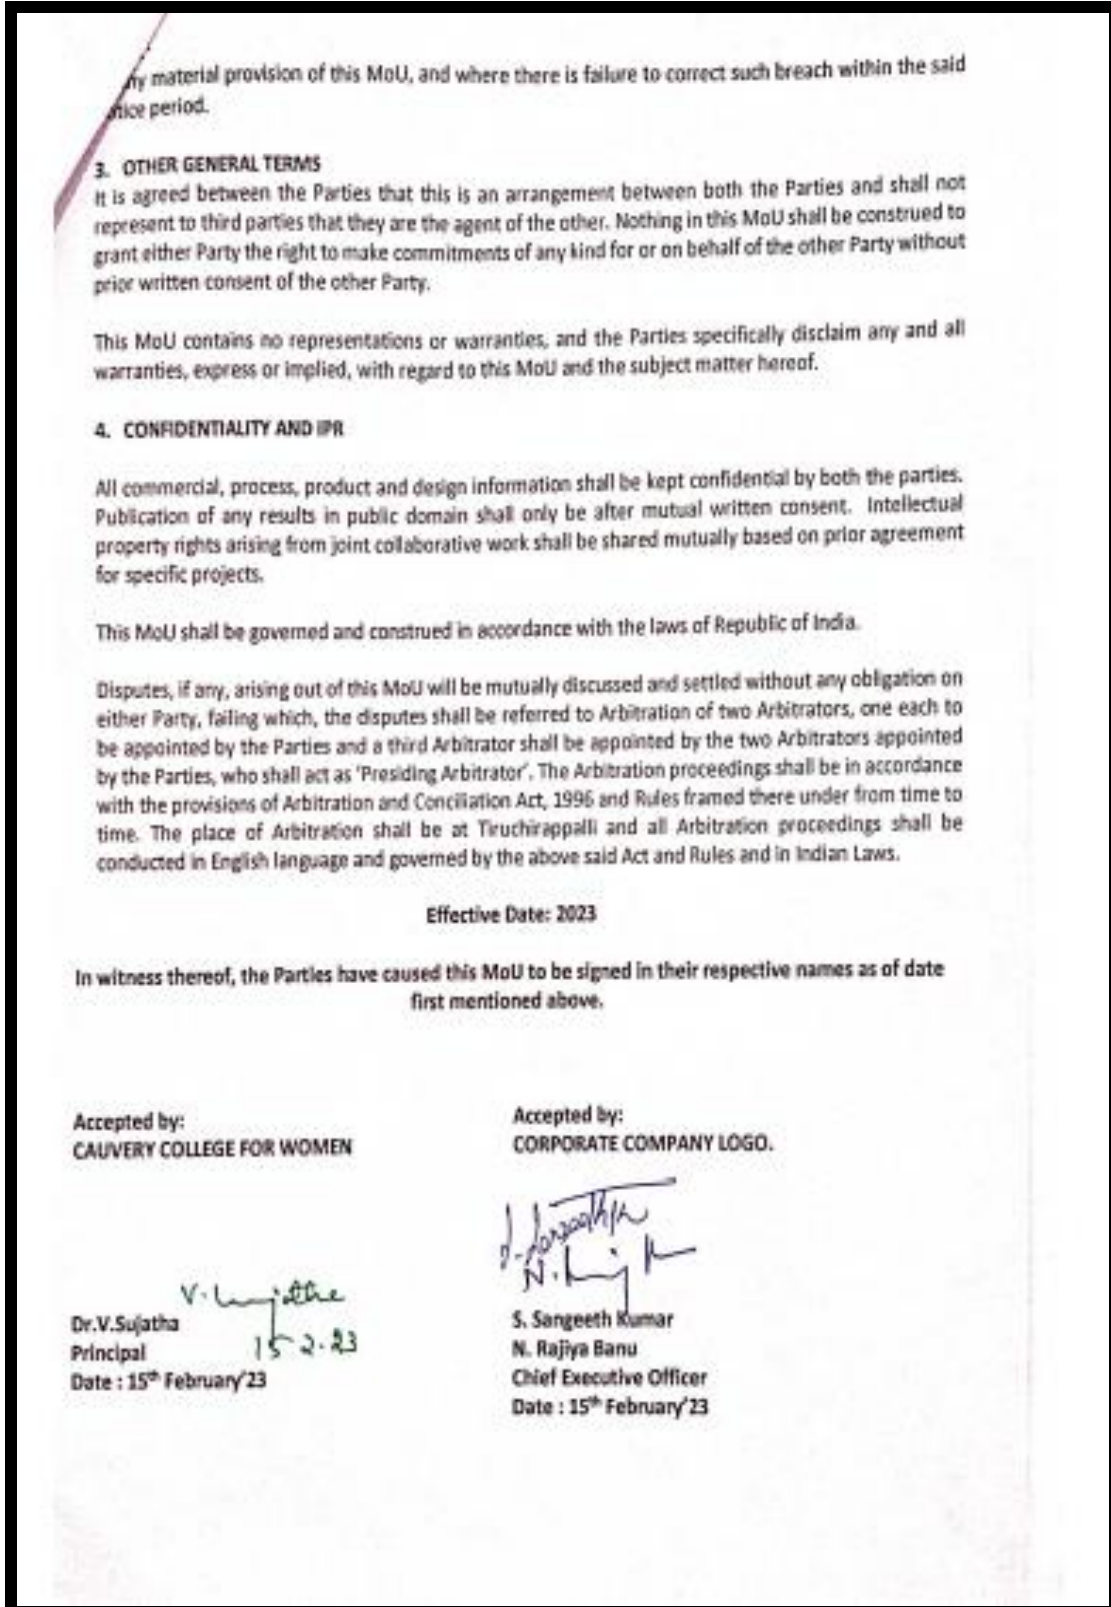 ny material provision of this MoU, and where there is failure to correct such breach within the said
tice period.
3. OTHER GENERAL TERMS
It is agreed between the Parties that this is an arrangement between both the Parties and shall not
represent to third parties that they are the agent of the other. Nothing in this MoU shall be construed to
grant either Party the right to make commitments of any kind for or on behalf of the other Party without
prior written consent of the other Party.
This MoU contains no representations or warranties, and the Parties specifically disclaim any and all
warranties, express or implied, with regard to this MoU and the subject matter hereof.
4. CONFIDENTIALITY AND IPR
All commercial, process, product and design information shall be kept confidential by both the parties.
Publication of any results in public domain shall only be after mutual written consent. Intellectual
property rights arising from joint collaborative work shall be shared mutually based on prior agreement
for specific projects.
This MoU shall be governed and construed in accordance with the laws of Republic of India.
Disputes, if any, arising out of this MoU will be mutually discussed and settled without any obligation on
either Party, failing which, the disputes shall be referred to Arbitration of two Arbitrators, one each to
be appointed by the Parties and a third Arbitrator shall be appointed by the two Arbitrators appointed
by the Parties, who shall act as 'Presiding Arbitrator'. The Arbitration proceedings shall be in accordance
with the provisions of Arbitration and Conciliation Act, 1996 and Rules framed there under from time to
time. The place of Arbitration shall be at Tiruchirappalli and all Arbitration proceedings shall be
conducted in English language and governed by the above said Act and Rules and in Indian Laws.
Effective Date: 2023
In witness thereof, the Parties have caused this MoU to be signed in their respective names as of date
first mentioned above.
Accepted by:
CAUVERY COLLEGE FOR WOMEN
V. Sujatha
15-2-23
Dr.V.Sujatha
Principal
Date : 15th February'23
Accepted by:
CORPORATE COMPANY LOGO.
S. Sangeeth Kumar
N. Rajiya Banu
Chief Executive Officer
Date : 15th February'23